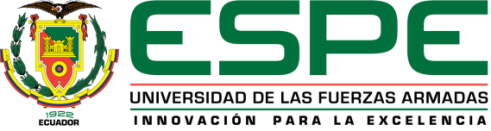 ESPE
UNIVERSIDAD DE LAS FUERZAS ARMADAS
INNOVACIÓN PARA LA EXCELENCIA
1922
ECUADOR